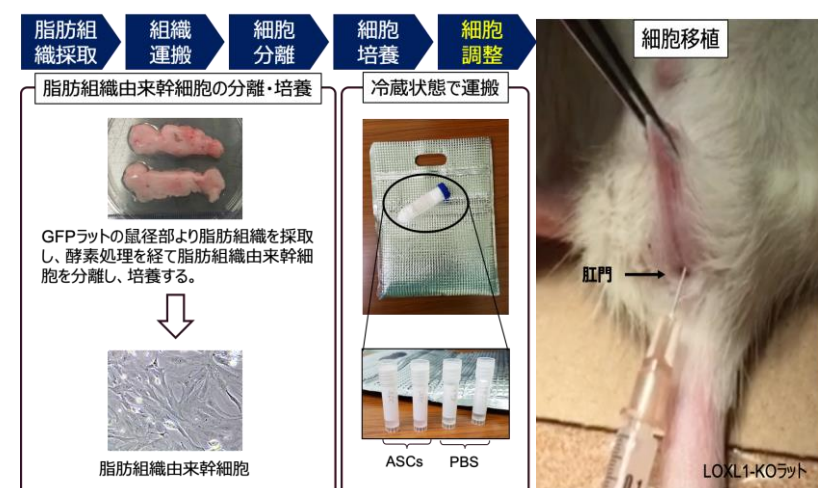 脂肪組
織採取
組織
運搬
細胞
分離
細胞
培養
細胞
調整
脂肪組織由来幹細胞の分離・培養
GFPラットの鼠径部より脂肪組織を採取
し、酵素処理を経て脂肪組織由来幹細
胞を分離し、培養する。
脂肪組織由来幹細胞
冷蔵状態で運搬
ASCs PBS
細胞移植
肛門
LOXL1-KOラット